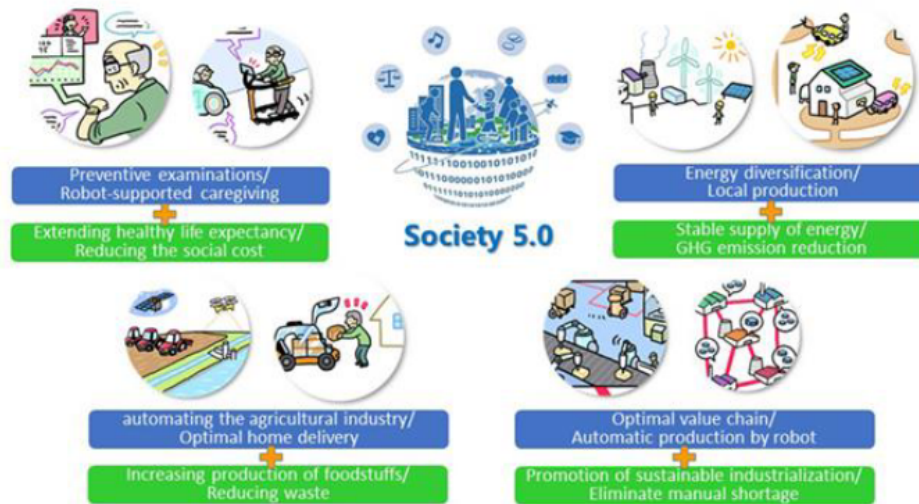 Preventive examinations/
Robot-supported caregiving
Extending healthy life expectancy/
Reducing the social cost
1111110010010101010
1000001010101010
Society 5.0
Energy diversification/
Local production
Stable supply of energy/
GHG emission reduction
automating the agricultural industry/
Optimal home delivery
Increasing production of foodstuffs/
Reducing waste
Optimal value chain/
Automatic production by robot
Promotion of sustainable industrialization/
Eliminate manual shortage